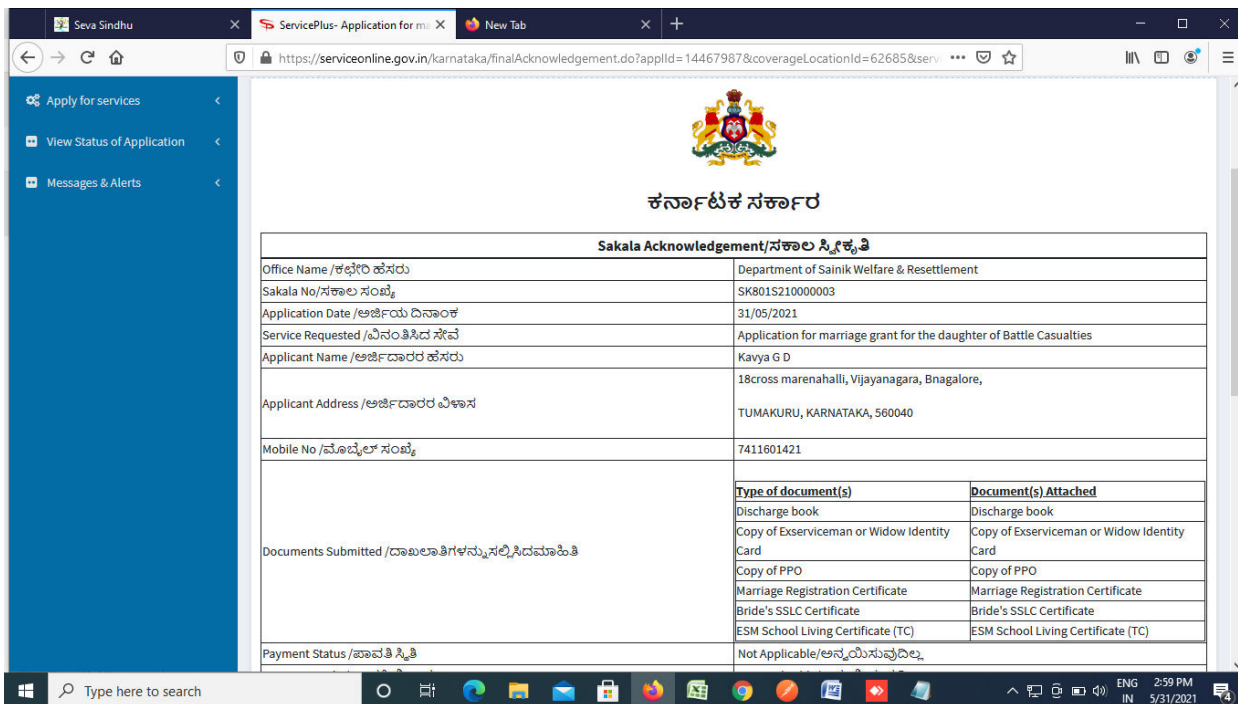 Seva Sindhu
ServicePlus- Application for ma
New Tab
https://serviceonline.gov.in/karnataka/finalAcknowledgement.do?applId=14467987&coverageLocationId=62685&serv
Apply for services
View Status of Application
Messages & Alerts
ಕರ್ನಾಟಕ ಸರ್ಕಾರ
Sakala Acknowledgement/ಸಕಾಲ ಸ್ವೀಕೃತಿ
Office Name /ಕಛೇರಿ ಹೆಸರು Department of Sainik Welfare & Resettlement
Sakala No/ಸಕಾಲ ಸಂಖ್ಯೆ SK801S210000003
Application Date /ಅರ್ಜಿಯ ದಿನಾಂಕ 31/05/2021
Service Requested /ವಿನಂತಿಸಿದ ಸೇವೆ Application for marriage grant for the daughter of Battle Casualties
Applicant Name /ಅರ್ಜಿದಾರರ ಹೆಸರು Kavya G D
Applicant Address /ಅರ್ಜಿದಾರರ ವಿಳಾಸ
18cross marenahalli, Vijayanagara, Bnagalore,
TUMAKURU, KARNATAKA, 560040
Mobile No /ಮೊಬೈಲ್ ಸಂಖ್ಯೆ 7411601421
Documents Submitted /ದಾಖಲಾತಿಗಳನ್ನು ಸಲ್ಲಿಸಿದಮಾಹಿತಿ
Type of document(s) Document(s) Attached
Discharge book Discharge book
Copy of Exserviceman or Widow Identity Copy of Exserviceman or Widow Identity
Card Card
Copy of PPO Copy of PPO
Marriage Registration Certificate Marriage Registration Certificate
Bride's SSLC Certificate Bride's SSLC Certificate
ESM School Living Certificate (TC) ESM School Living Certificate (TC)
Payment Status /ಪಾವತಿ ಸ್ಥಿತಿ Not Applicable/ಅನ್ವಯಿಸುವುದಿಲ್ಲ
Type here to search
ENG 2:59 PM
IN 5/31/2021
4